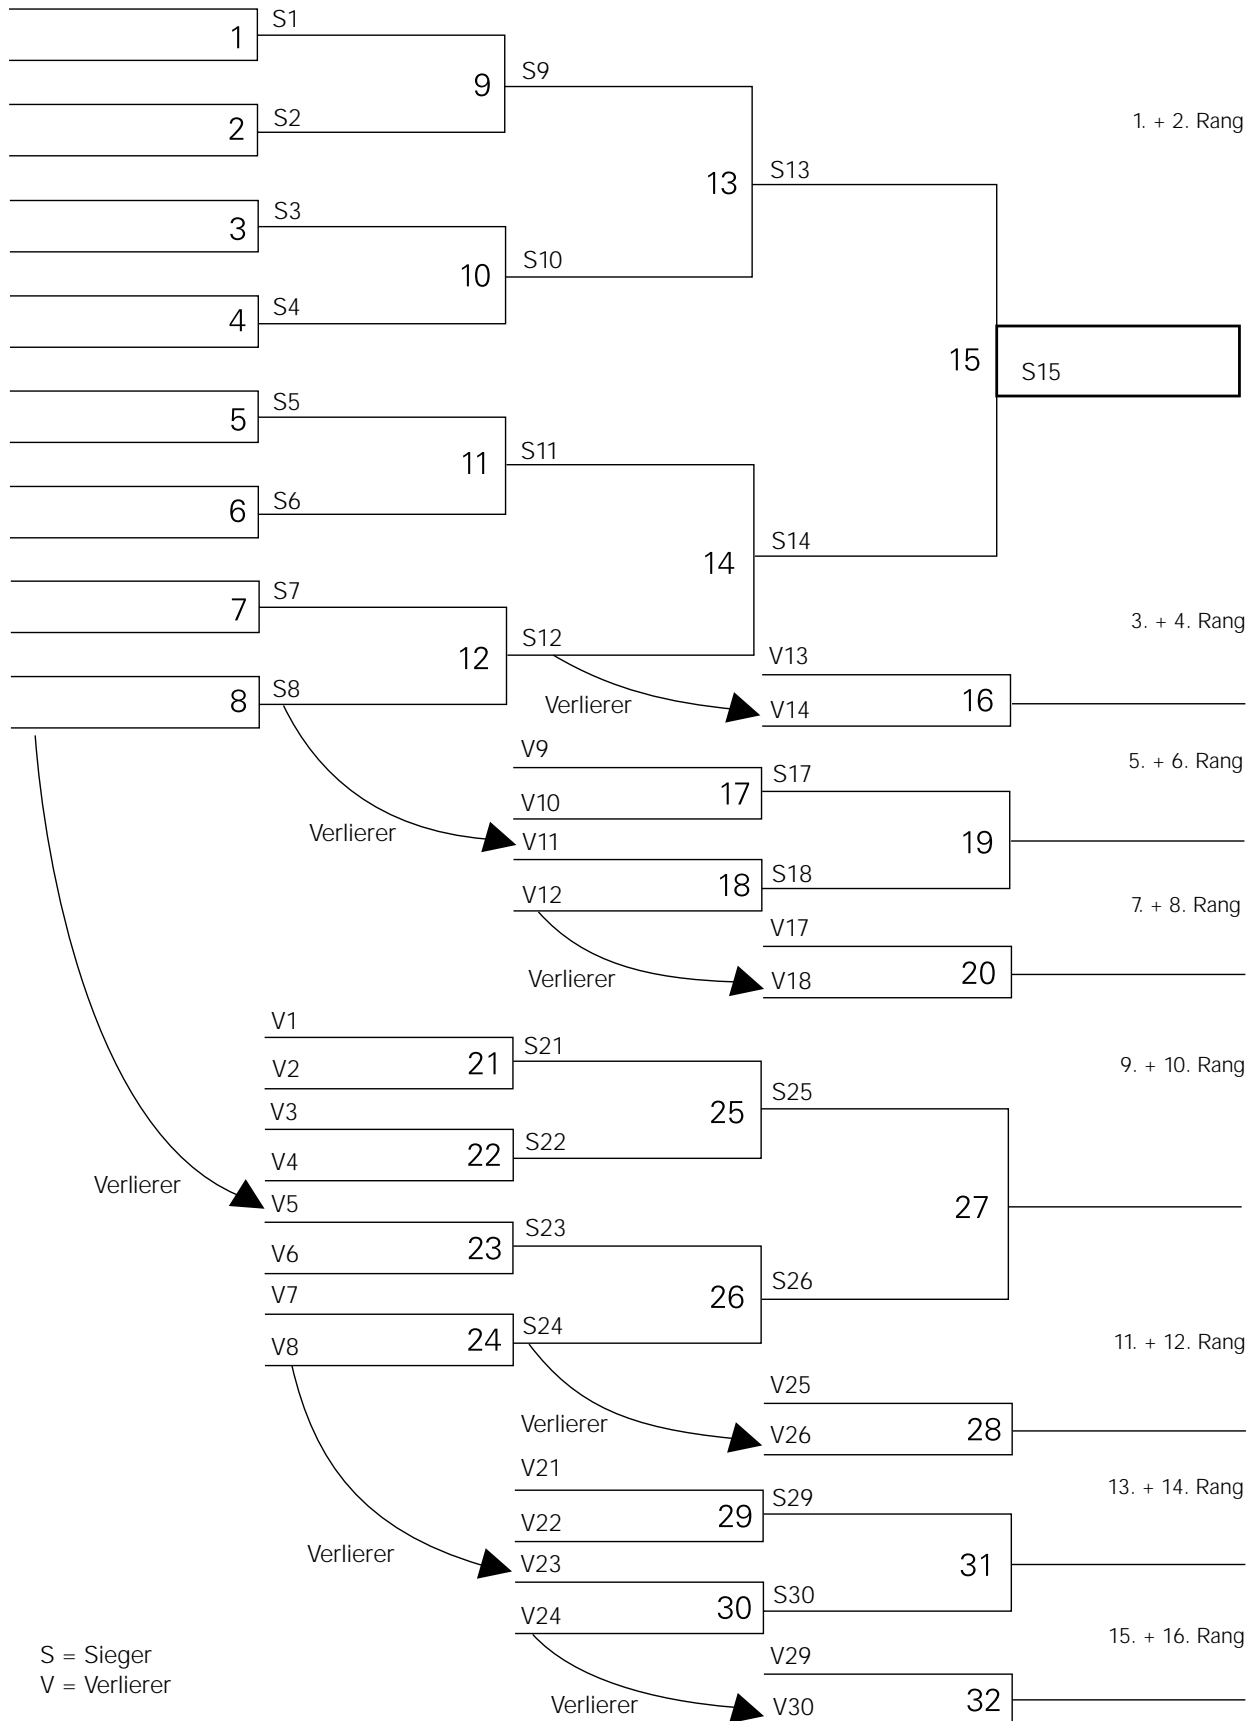 S1
1
S9
9
2
S2
1. + 2. Rang
13
S13
S3
3
10
S10
S4
4
15
S15
S5
5
11
S11
6
S6
14
S14
S7
7
3. + 4. Rang
12
S12
V13
8
S8
Verlierer
V14
16
V9
S17
5. + 6. Rang
V10
17
Verlierer
V11
19
18
S18
V12
7. + 8. Rang
V17
Verlierer
V18
20
V1
S21
V2
21
9. + 10. Rang
V3
25
S25
V4
22
S22
Verlierer
V5
27
V6
23
S23
V7
26
S26
V8
24
S24
11. + 12. Rang
V25
Verlierer
V26
28
V21
13. + 14. Rang
V22
29
S29
Verlierer
V23
31
V24
30
S30
15. + 16. Rang
S = Sieger
V = Verlierer
V29
Verlierer
V30
32